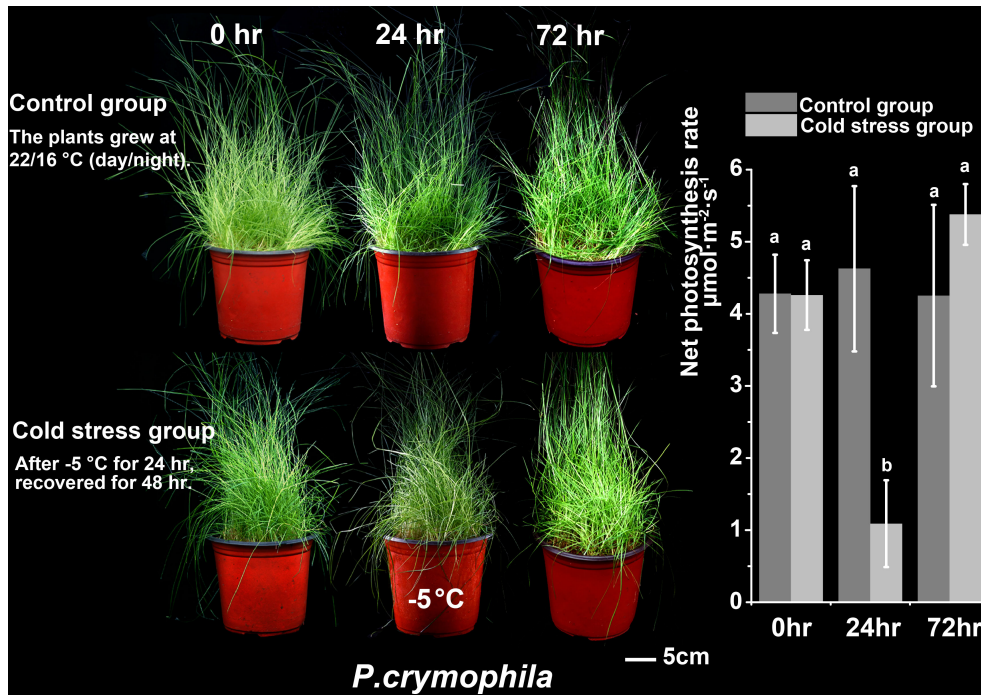 0 hr
24 hr
72 hr
Control group
The plants grew at
22/16 °C (day/night).
Cold stress group
After -5 °C for 24 hr,
recovered for 48 hr.
-5°C
5cm
P.crymophila
Control group
Cold stress group
Net photosynthesis rate
µmol·m⁻²·s⁻¹
6
5
4
3
2
1
0
a
a
a
b
a
a
0hr
24hr
72hr